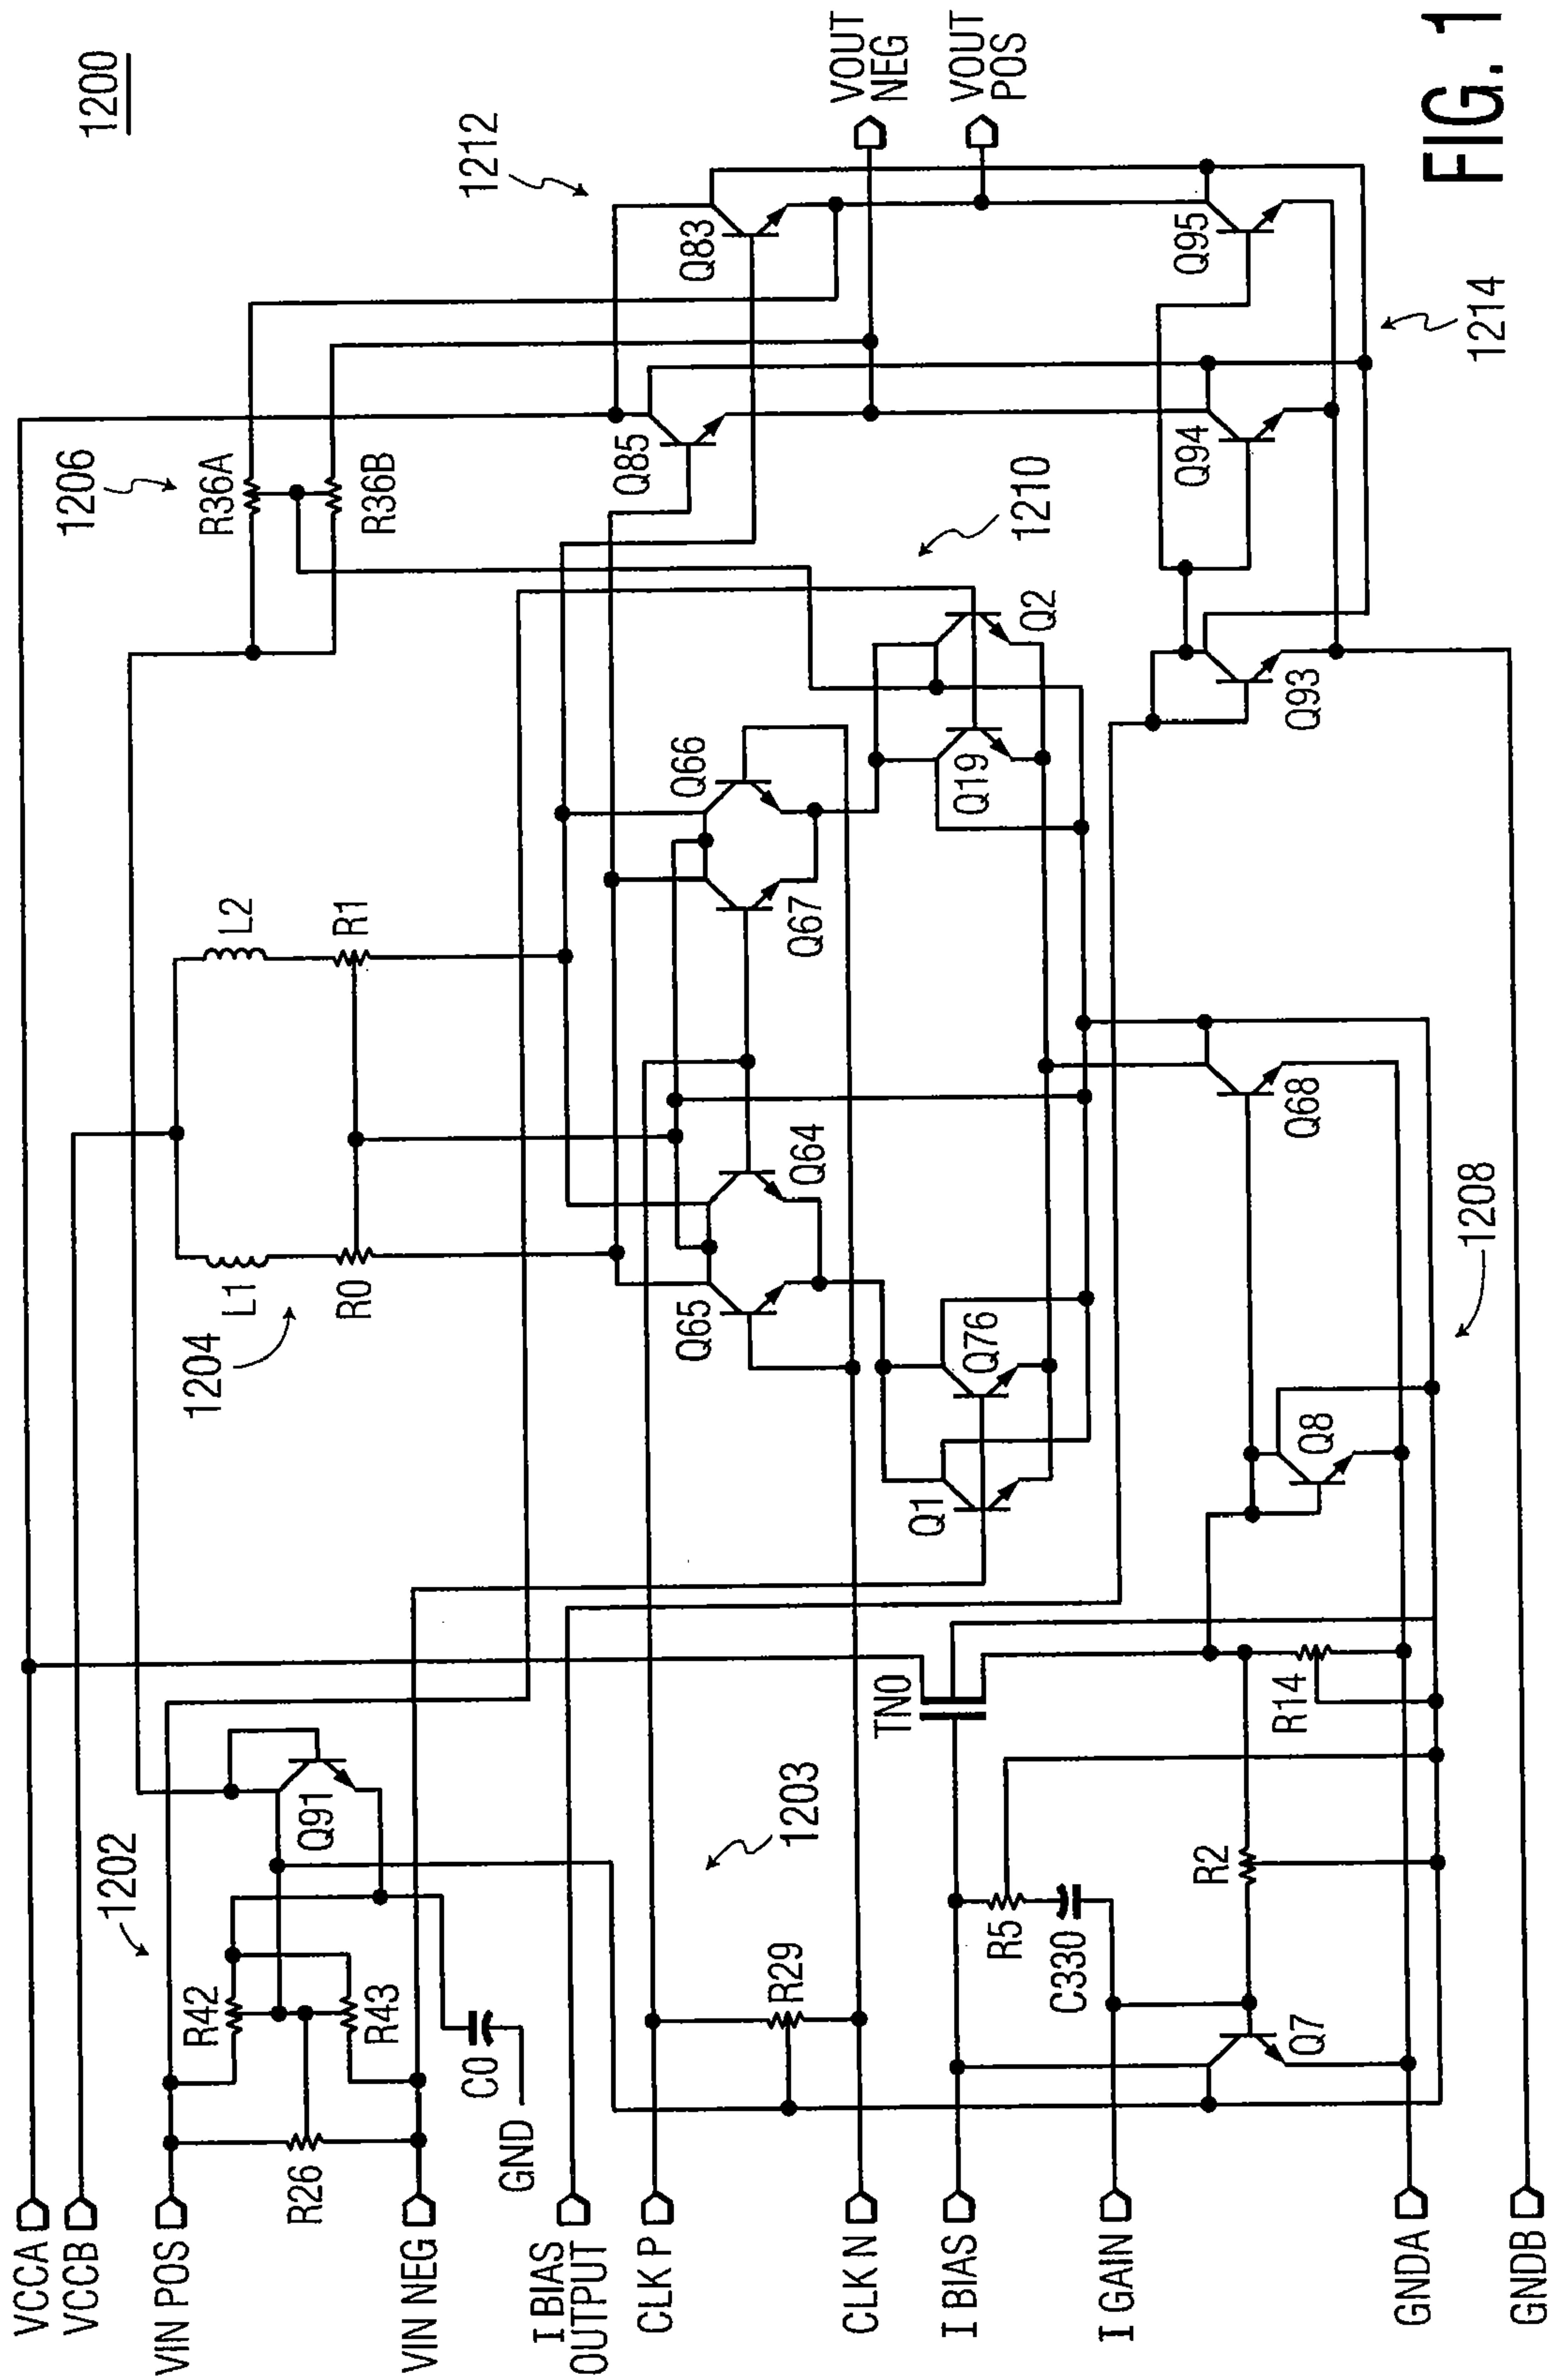 1200
VCCA
VCCB
VIN POS
VIN NEG
I BIAS
OUTPUT
CLK P
CLK N
I BIAS
I GAIN
GNDA
GNDB
1202
R42
R43
R26
Q91
C0
GND
1203
R29
R5
C330
R2
Q7
TN0
R14
1204
L1
L2
R0
R1
Q65
Q64
Q67
Q66
Q1
Q76
Q19
Q2
Q8
Q68
1208
1206
R36A
R36B
1210
Q85
Q83
1212
Q93
Q94
Q95
1214
VOUT
NEG
VOUT
POS
FIG. 1